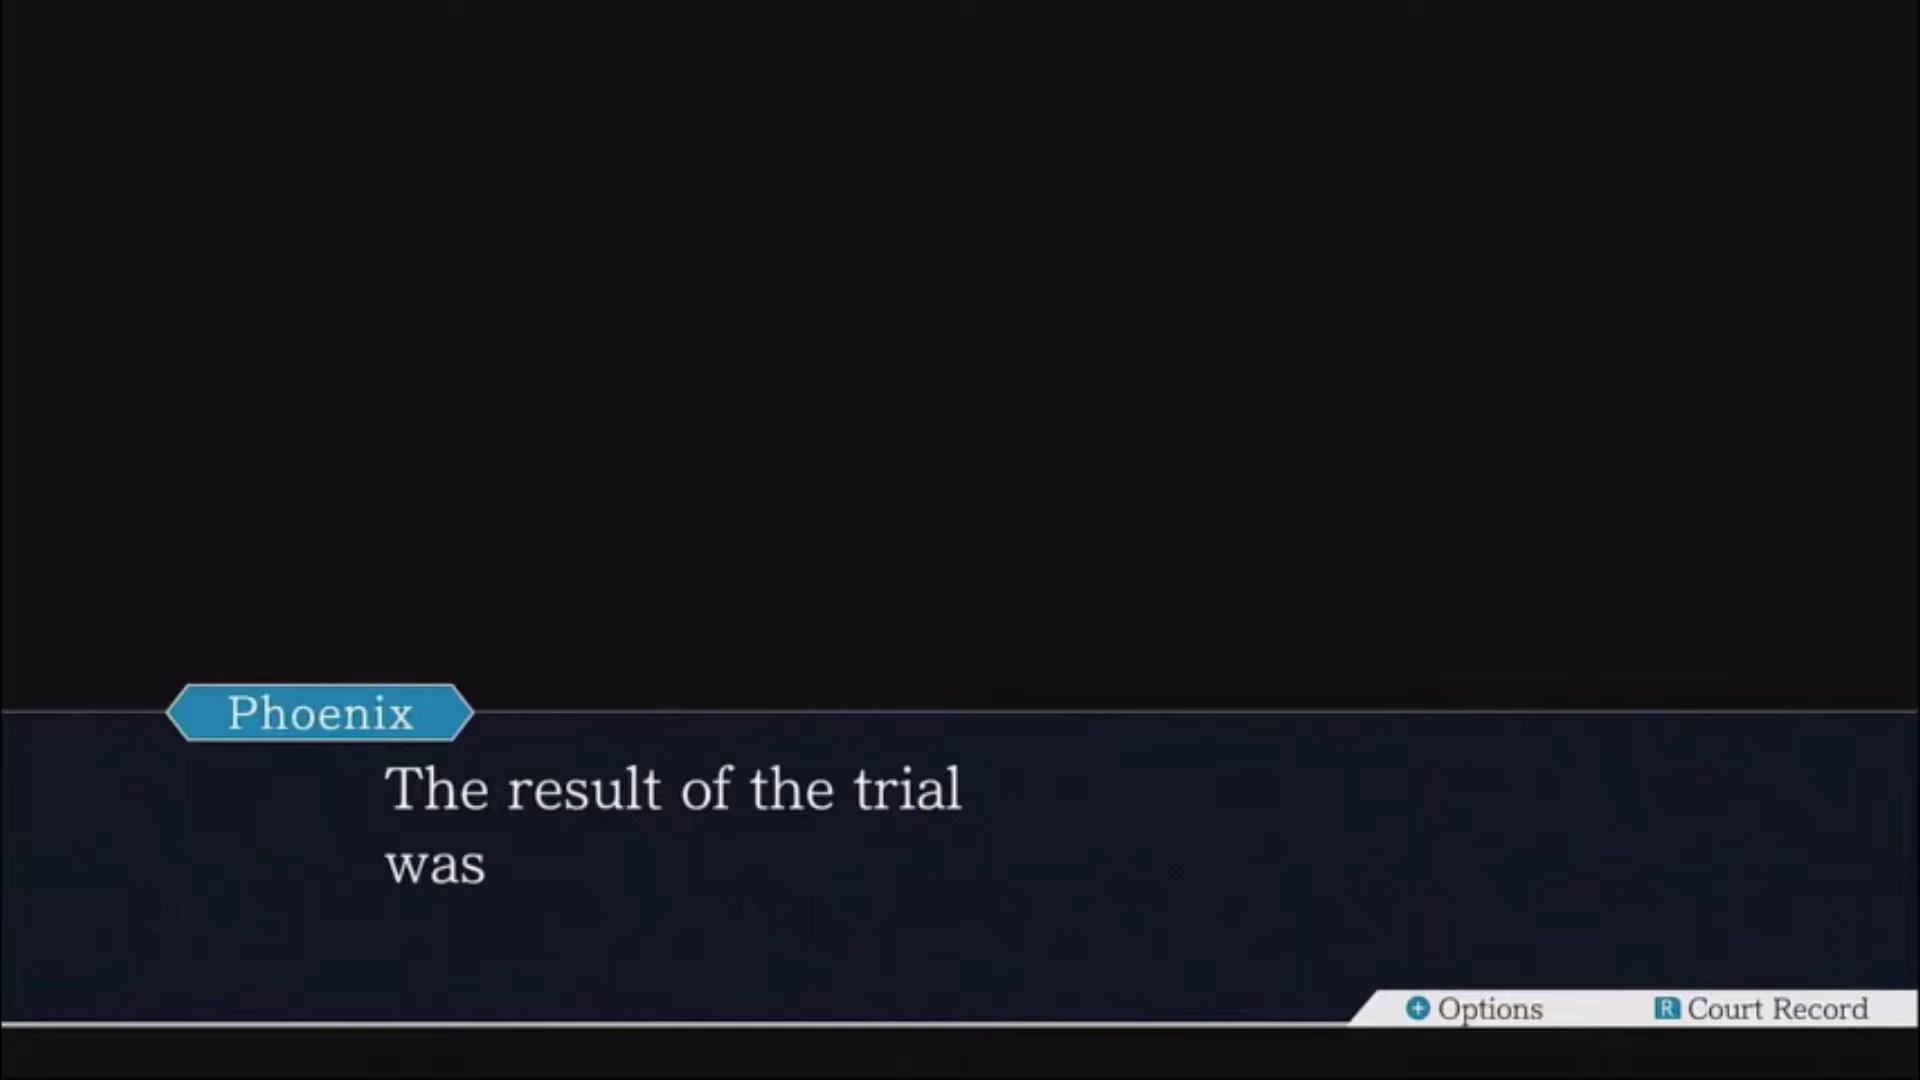 Phoenix
The result of the trial
was
+ Options
R Court Record